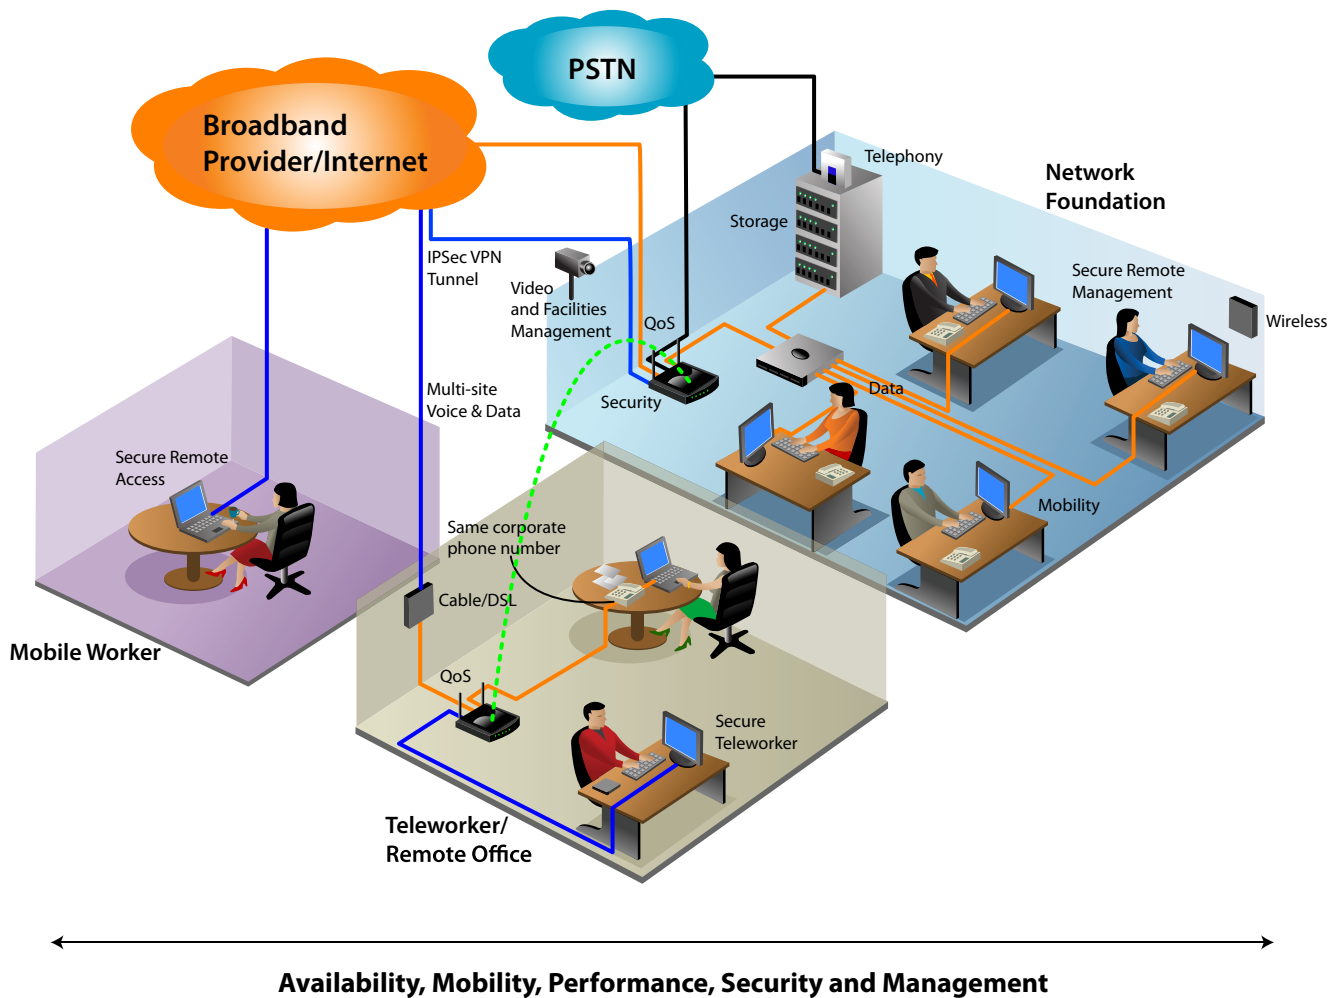 PSTN
Broadband
Provider/Internet
Telephony
Network
Foundation
Storage
IPSec VPN
Tunnel
Video
and Facilities
Management
QoS
Secure Remote
Management
Wireless
Multi-site
Voice & Data
Security
Data
Secure Remote
Access
Mobility
Same corporate
phone number
Cable/DSL
Mobile Worker
QoS
Secure
Teleworker
Teleworker/
Remote Office
Availability, Mobility, Performance, Security and Management